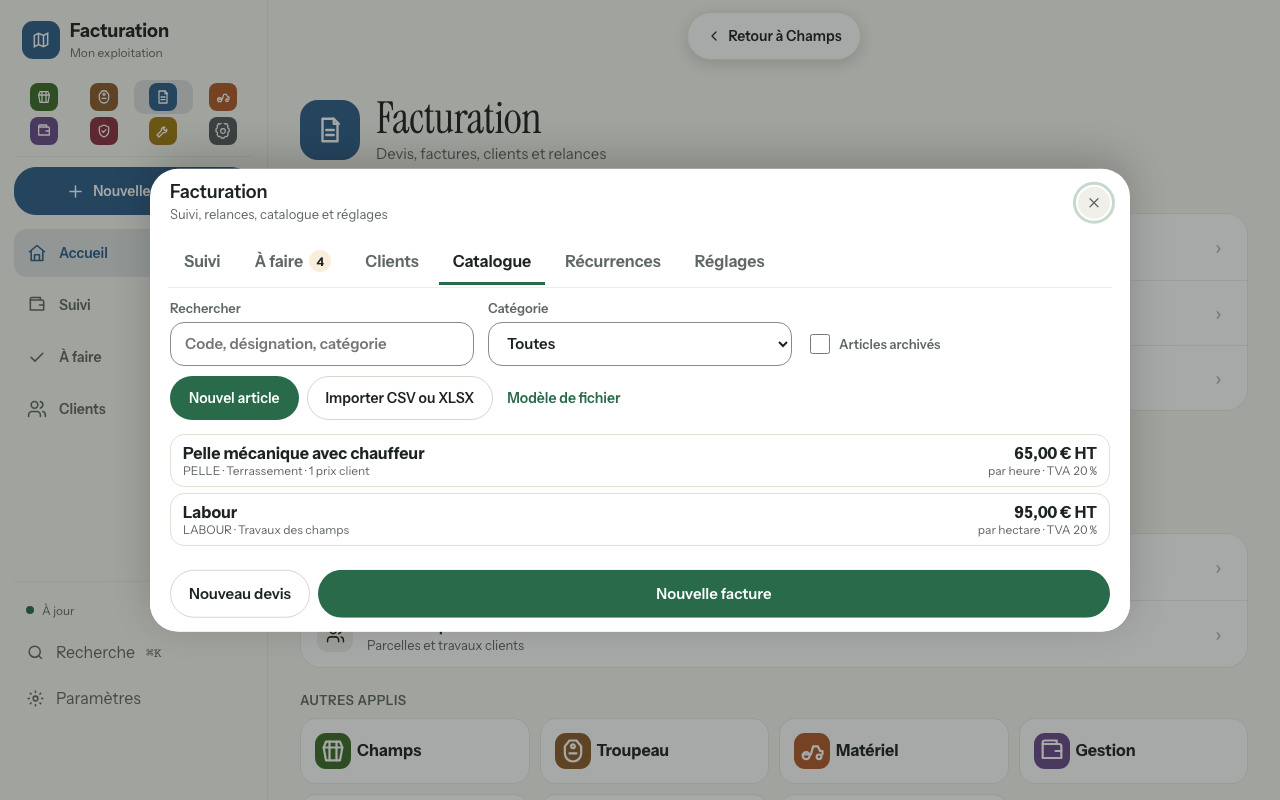 Facturation
Mon exploitation
Retour à Champs
Facturation
Devis, factures, clients et relances
Nouvelle
Accueil
Suivi
À faire
Clients
À jour
Recherche ⌘K
Paramètres
Facturation
Suivi, relances, catalogue et réglages
Suivi À faire 4 Clients Catalogue Récurrences Réglages
Rechercher Catégorie
Code, désignation, catégorie Toutes Articles archivés
Nouvel article Importer CSV ou XLSX Modèle de fichier
Pelle mécanique avec chauffeur 65,00 € HT
PELLE · Terrassement · 1 prix client par heure · TVA 20 %
Labour 95,00 € HT
LABOUR · Travaux des champs par hectare · TVA 20 %
Nouveau devis Nouvelle facture
Parcelles et travaux clients
AUTRES APPLIS
Champs Troupeau Matériel Gestion